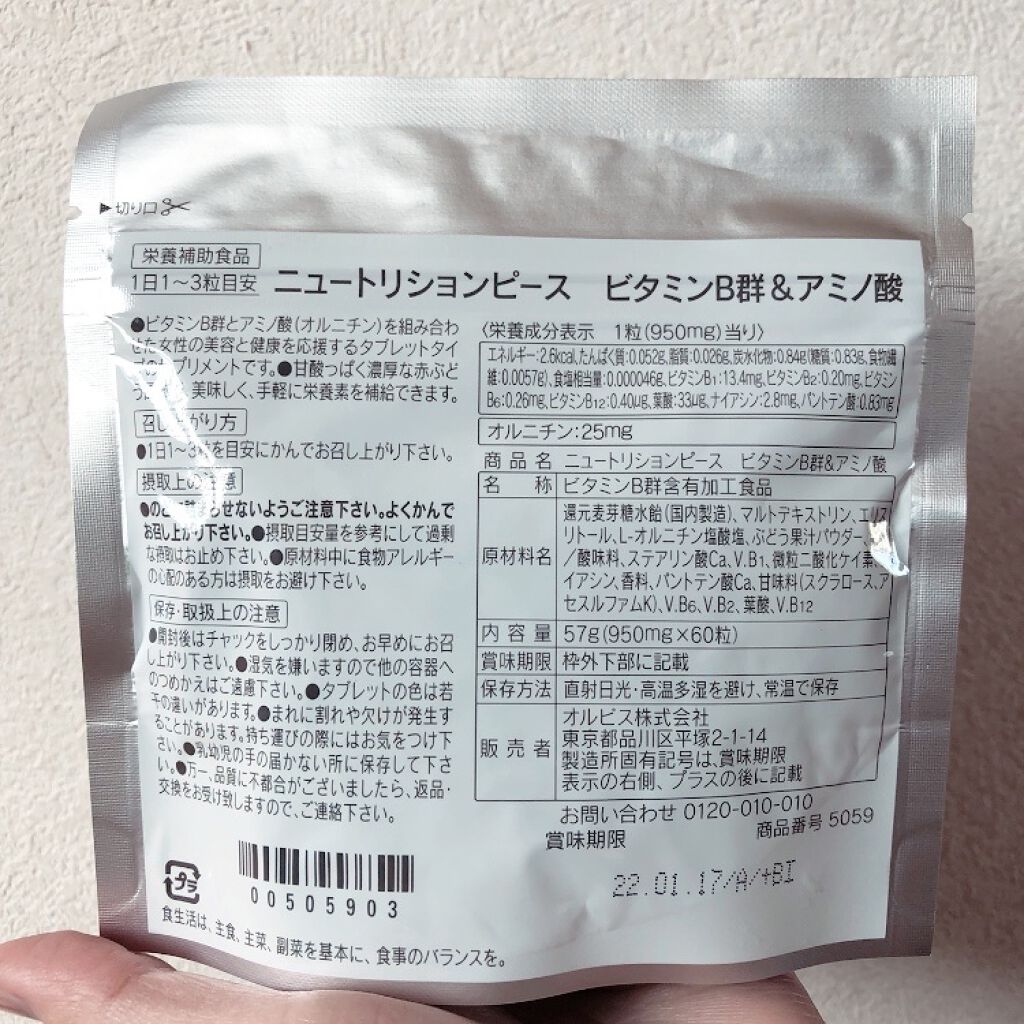 切り口
栄養補助食品
1日1～3粒目安
ニュートリションピース ビタミンB群＆アミノ酸
●ビタミンB群とアミノ酸(オルニチン)を組み合わ
せた女性の美容と健康を応援するタブレットタイ
プリメントです。●甘酸っぱく濃厚な赤ぶど
美味しく、手軽に栄養素を補給できます。
召し上がり方
●1日1～3粒を目安にかんでお召し上がり下さい。
摂取上の注意
●のどに詰まらせないようご注意下さい。よくかんで
お召し上がり下さい。●摂取目安量を参考にして過剰
な摂取はお止め下さい。●原材料中に食物アレルギー
の心配のある方は摂取をお避け下さい。
保存・取扱上の注意
●開封後はチャックをしっかり閉め、お早めにお召
し上がり下さい。●湿気を嫌いますので他の容器へ
のつめかえはご遠慮下さい。●タブレットの色は若
干の違いがあります。●まれに割れや欠けが発生す
ることがあります。持ち運びの際にはお気をつけ下
さい。●乳幼児の手の届かない所に保存して下さ
い。●万一、品質に不都合がございましたら、返品・
交換をお受け致しますので、ご連絡下さい。
〈栄養成分表示 1粒(950mg)当り〉
エネルギー:2.6kcal,たんぱく質:0.052g,脂質:0.026g,炭水化物:0.84g(糖質:0.83g,食物繊
維:0.0057g),食塩相当量:0.000046g,ビタミンB1:13.4mg,ビタミンB2:0.20mg,ビタミン
B6:0.26mg,ビタミンB12:0.40μg,葉酸:33μg,ナイアシン:2.8mg,パントテン酸:0.83mg
オルニチン:25mg
商品名 ニュートリションピース ビタミンB群&アミノ酸
名称 ビタミンB群含有加工食品
原材料名 還元麦芽糖水飴(国内製造)、マルトデキストリン、エリス
リトール、L-オルニチン塩酸塩、ぶどう果汁パウダー、
/酸味料、ステアリン酸Ca、V.B1、微粒二酸化ケイ素、
イアシン、香料、パントテン酸Ca、甘味料(スクラロース、ア
セスルファムK)、V.B6、V.B2、葉酸、V.B12
内容量 57g(950mg×60粒)
賞味期限 枠外下部に記載
保存方法 直射日光・高温多湿を避け、常温で保存
販売者 オルビス株式会社
東京都品川区平塚2-1-14
製造所固有記号は、賞味期限
表示の右側、プラスの後に記載
お問い合わせ 0120-010-010
商品番号 5059
賞味期限
22.01.17/A/+BI
プラ
00505903
食生活は、主食、主菜、副菜を基本に、食事のバランスを。